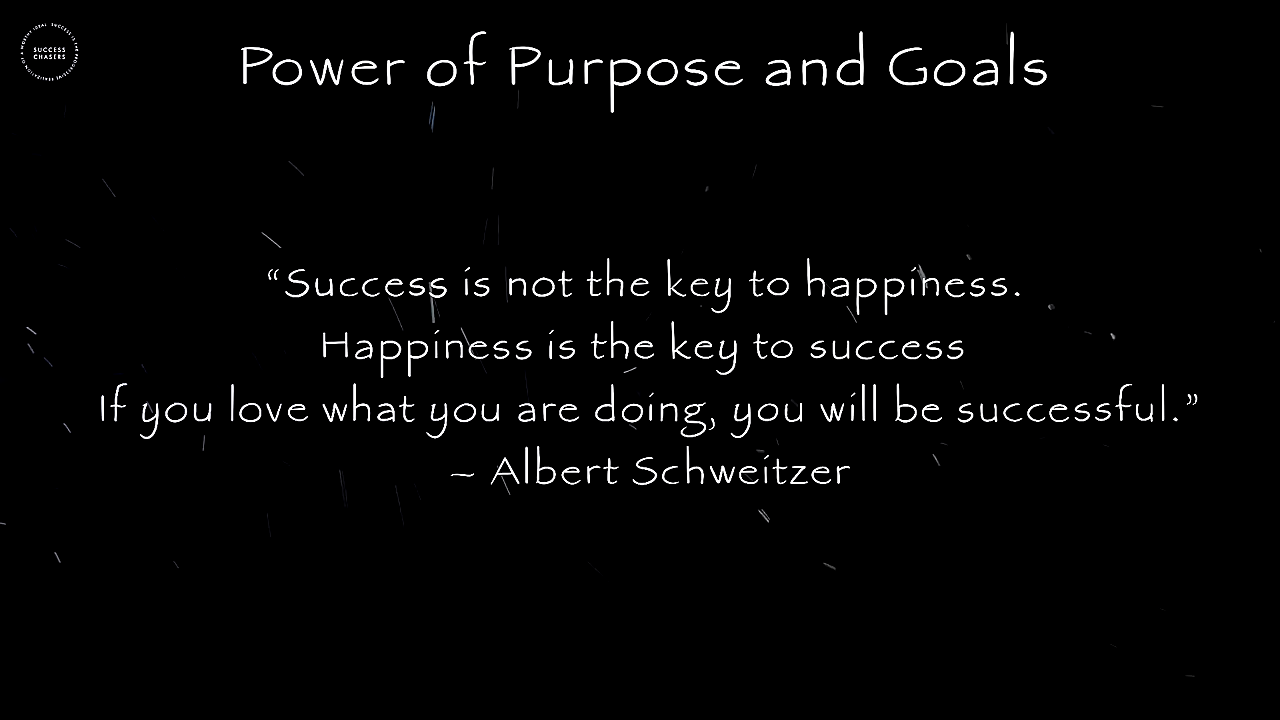 SUCCESS
CHASERS
Power of Purpose and Goals
“Success is not the key to happiness.
Happiness is the key to success
If you love what you are doing, you will be successful.”
– Albert Schweitzer